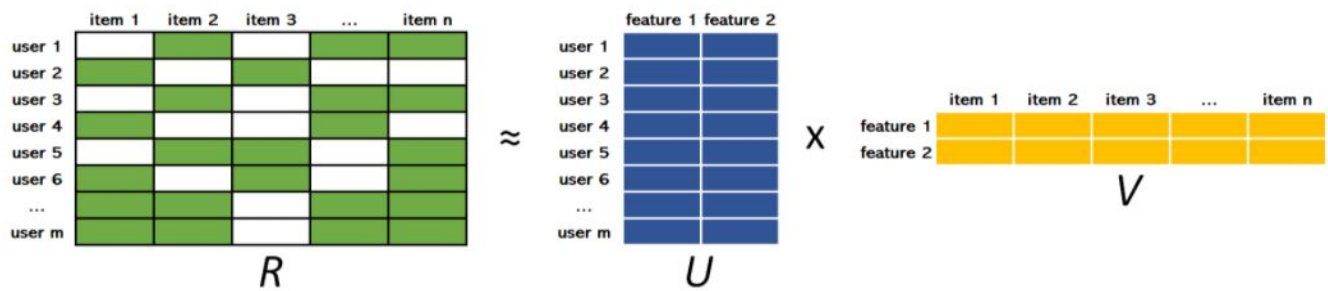 item 1 item 2 item 3 ... item n
user 1
user 2
user 3
user 4
user 5
user 6
...
user m
R
≈
feature 1 feature 2
user 1
user 2
user 3
user 4
user 5
user 6
...
user m
U
X
item 1 item 2 item 3 ... item n
feature 1
feature 2
V